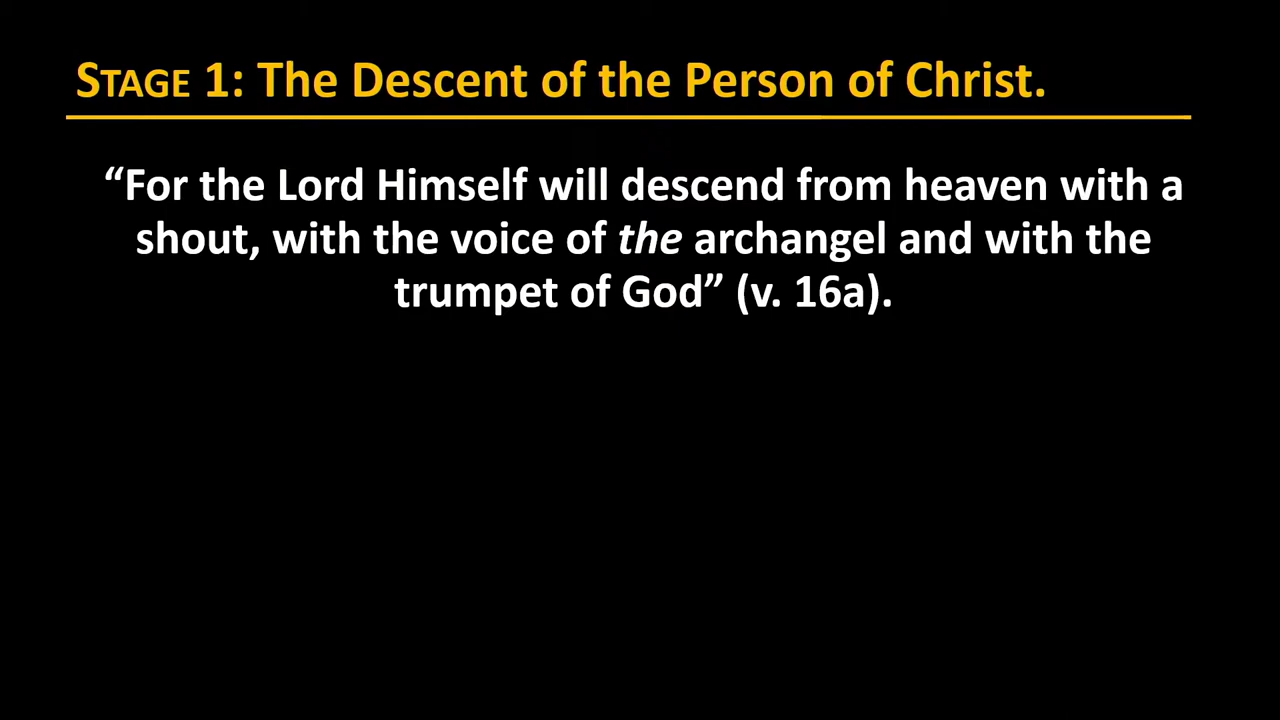 STAGE 1: The Descent of the Person of Christ.
“For the Lord Himself will descend from heaven with a
shout, with the voice of the archangel and with the
trumpet of God” (v. 16a).